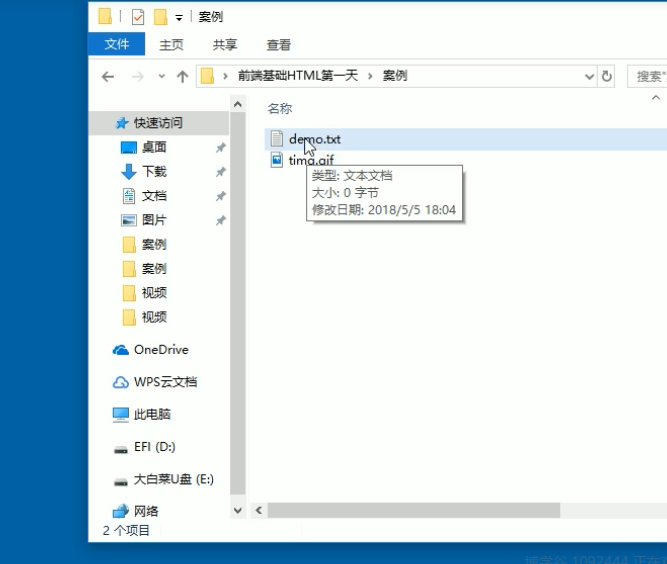 案例
文件 主页 共享 查看
前端基础HTML第一天 案例 搜索"
名称
快速访问
桌面
下载
文档
图片
案例
案例
视频
视频
OneDrive
WPS云文档
此电脑
EFI (D:)
大白菜U盘 (E:)
网络
demo.txt
timg.gif
类型: 文本文档
大小: 0 字节
修改日期: 2018/5/5 18:04
2 个项目